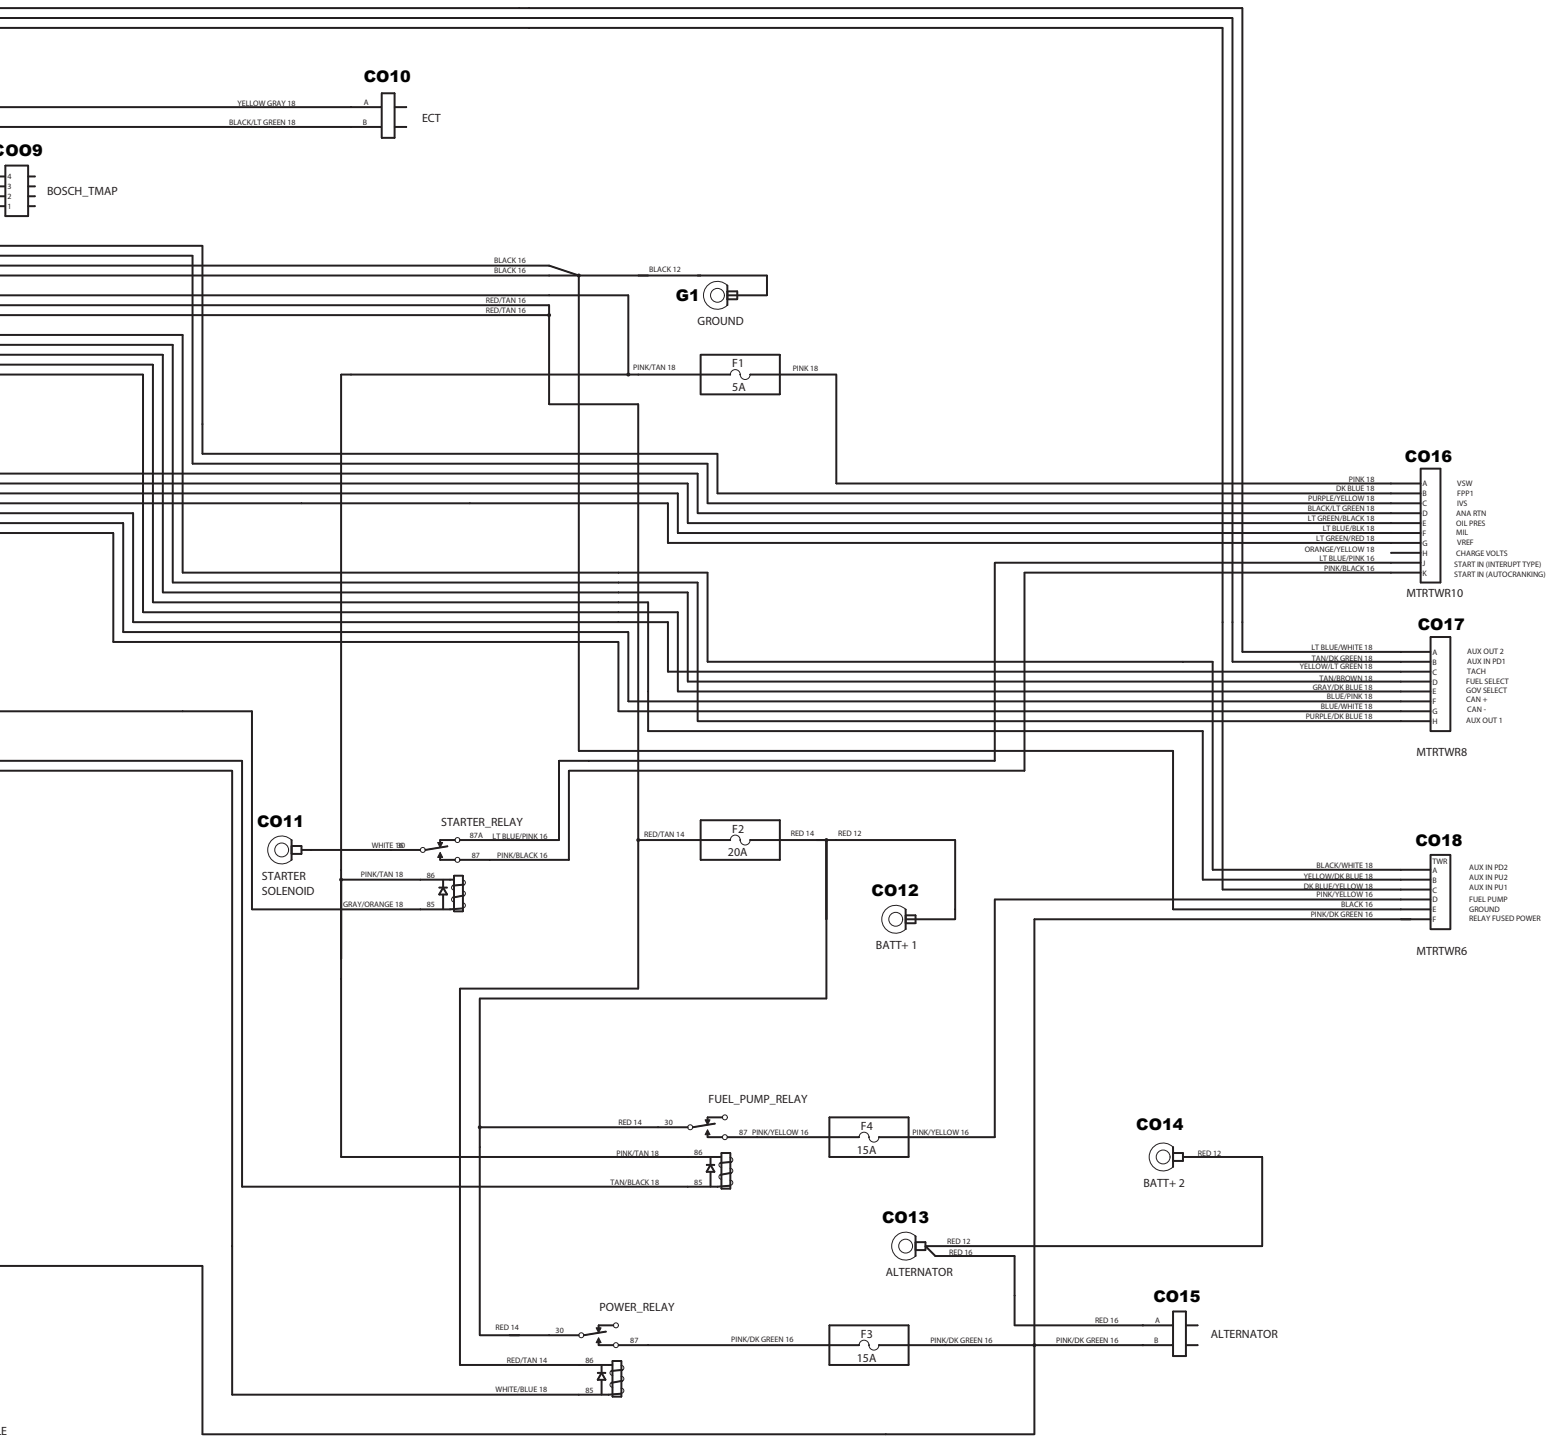 CO10
YELLOW GRAY 18 A
BLACK/LT GREEN 18 B
ECT
COO9
4
3
2
1
BOSCH_TMAP
BLACK 16
BLACK 16
BLACK 12
G1
GROUND
RED/TAN 16
RED/TAN 16
PINK/TAN 18
F1
5A
PINK 18
CO16
PINK 18 A VSW
DK BLUE 18 B FPP1
PURPLE/YELLOW 18 C IVS
BLACK/LT GREEN 18 D ANA RTN
LT GREEN/BLACK 18 E OIL PRES
LT BLUE/BLK 18 F MIL
LT GREEN/RED 18 G VREF
ORANGE/YELLOW 18 H CHARGE VOLTS
LT BLUE/PINK 16 J START IN (INTERUPT TYPE)
PINK/BLACK 16 K START IN (AUTOCRANKING)
MTRTWR10
CO17
LT BLUE/WHITE 18 A AUX OUT 2
TAN/DK GREEN 18 B AUX IN PD1
YELLOW/LT GREEN 18 C TACH
TAN/BROWN 18 D FUEL SELECT
GRAY/DK BLUE 18 E GOV SELECT
BLUE/PINK 18 F CAN +
BLUE/WHITE 18 G CAN -
PURPLE/DK BLUE 18 H AUX OUT 1
MTRTWR8
CO11
STARTER
SOLENOID
STARTER_RELAY
87A LT BLUE/PINK 16
WHITE
87 PINK/BLACK 16
PINK/TAN 18 86
GRAY/ORANGE 18 85
RED/TAN 14
F2
20A
RED 14
RED 12
CO12
BATT+ 1
CO18
TWR
BLACK/WHITE 18 A AUX IN PD2
YELLOW/DK BLUE 18 B AUX IN PU2
DK BLUE/YELLOW 18 C AUX IN PU1
PINK/YELLOW 16 D FUEL PUMP
BLACK 16 E GROUND
PINK/DK GREEN 16 F RELAY FUSED POWER
MTRTWR6
FUEL_PUMP_RELAY
RED 14 30
87 PINK/YELLOW 16
F4
15A
PINK/YELLOW 16
PINK/TAN 18 86
TAN/BLACK 18 85
CO14
RED 12
BATT+ 2
CO13
RED 12
RED 16
ALTERNATOR
CO15
RED 16 A
PINK/DK GREEN 16 B
ALTERNATOR
POWER_RELAY
RED 14 30
87
PINK/DK GREEN 16
F3
15A
PINK/DK GREEN 16
RED/TAN 14 86
WHITE/BLUE 18 85
LE